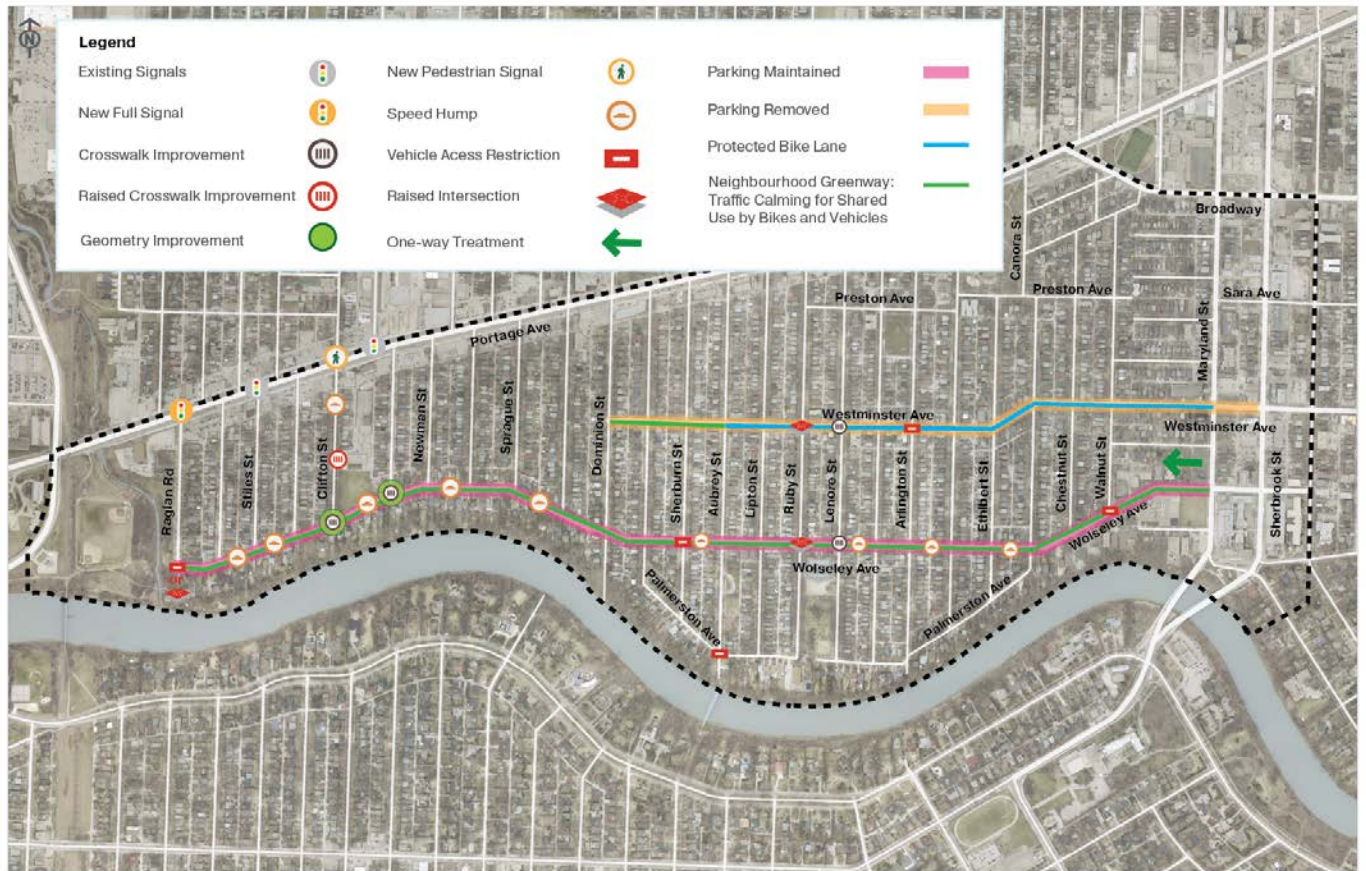 N
Legend
Existing Signals
New Full Signal
Crosswalk Improvement
Raised Crosswalk Improvement
Geometry Improvement
New Pedestrian Signal
Speed Hump
Vehicle Acess Restriction
Raised Intersection
One-way Treatment
Parking Maintained
Parking Removed
Protected Bike Lane
Neighbourhood Greenway:
Traffic Calming for Shared
Use by Bikes and Vehicles
Broadway
Canora St
Preston Ave
Preston Ave
Sara Ave
Maryland St
Portage Ave
Westminster Ave
Westminster Ave
Raglan Rd
Stiles St
Clifton St
Newman St
Sprague St
Dominion St
Sherburn St
Aubrey St
Lipton St
Ruby St
Lenore St
Arlington St
Ethlbert St
Chestnut St
Walnut St
Sherbrook St
Wolseley Ave
Wolseley Ave
or
Palmerston Ave
Palmerston Ave